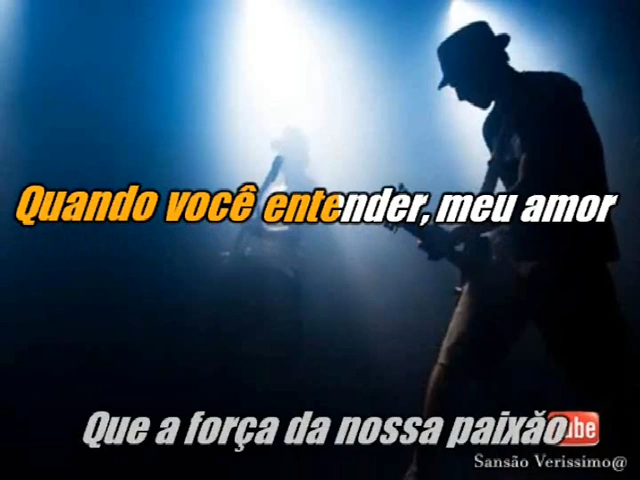 Quando você entender, meu amor
Que a força da nossa paixão
Sansão Verissimo@